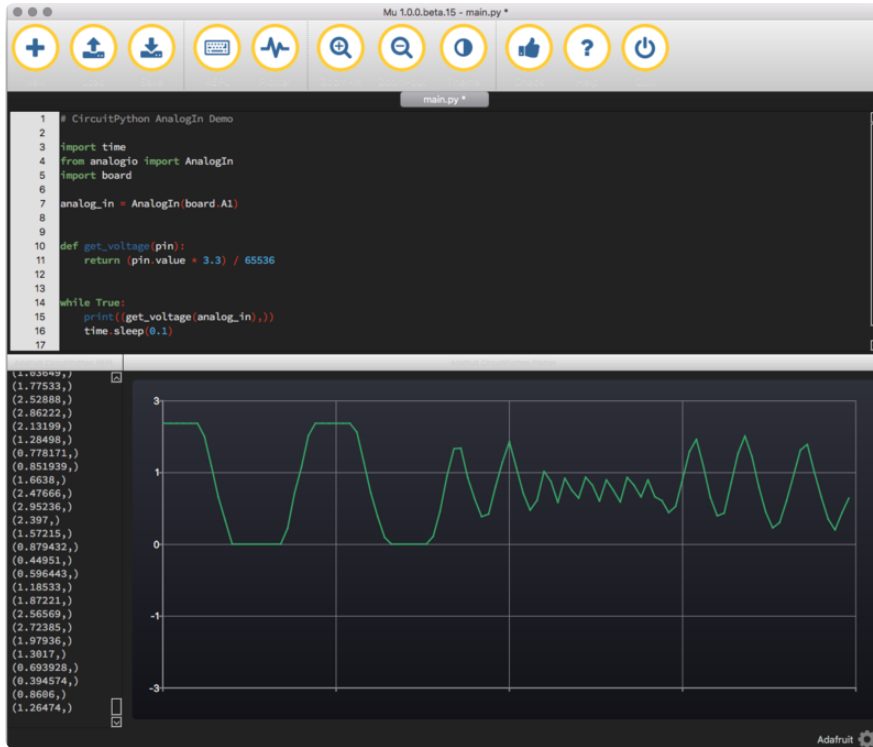 Mu 1.0.0.beta.15 - main.py *
main.py *
1 # CircuitPython AnalogIn Demo
2
3 import time
4 from analogio import AnalogIn
5 import board
6
7 analog_in = AnalogIn(board.A1)
8
9
10 def get_voltage(pin):
11     return (pin.value * 3.3) / 65536
12
13
14 while True:
15     print((get_voltage(analog_in),))
16     time.sleep(0.1)
17
(1.03649,)
(1.77533,)
(2.52888,)
(2.86222,)
(2.13199,)
(1.28498,)
(0.778171,)
(0.851939,)
(1.6638,)
(2.47666,)
(2.95236,)
(2.397,)
(1.57215,)
(0.879432,)
(0.44951,)
(0.596443,)
(1.18533,)
(1.87221,)
(2.56569,)
(2.72385,)
(1.97936,)
(1.3017,)
(0.693928,)
(0.394574,)
(0.8606,)
(1.26474,)
3
1
0
-1
-3
Adafruit